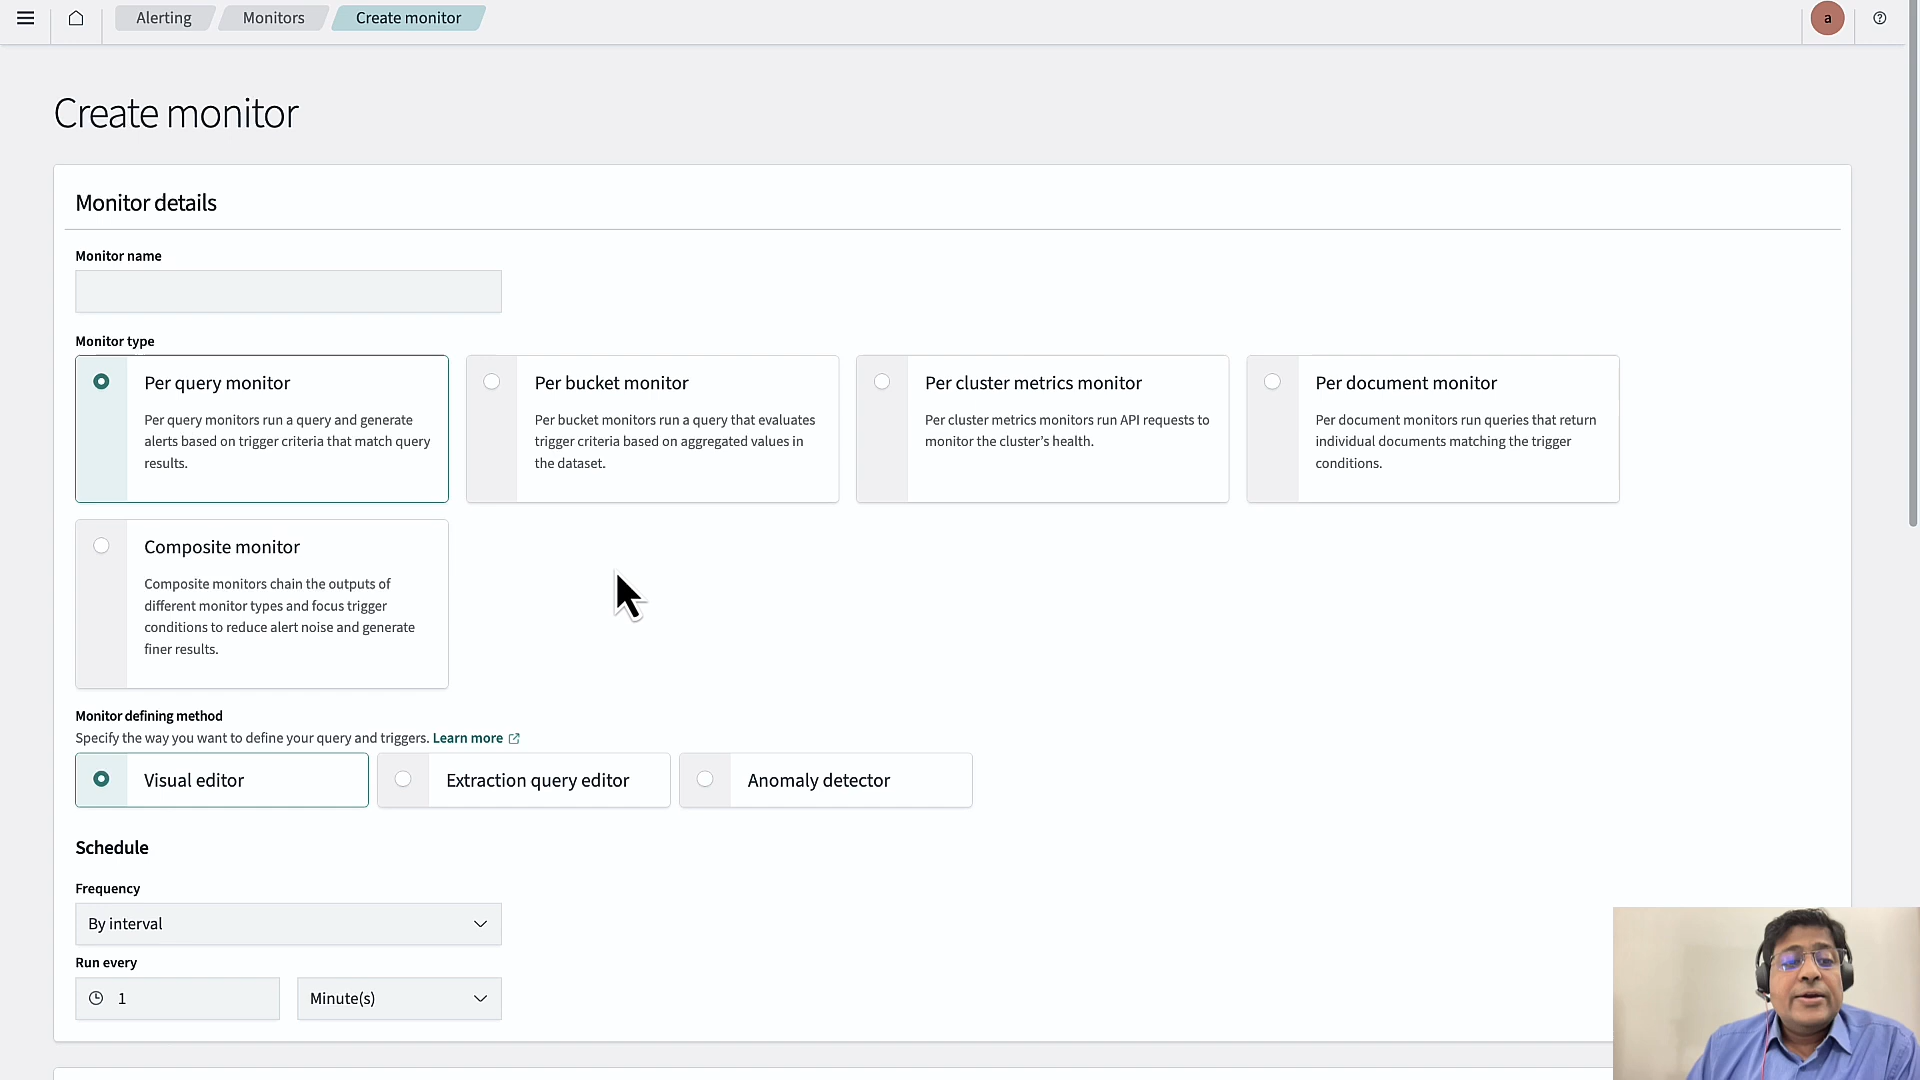 Alerting
Monitors
Create monitor
a
Create monitor
Monitor details
Monitor name
Monitor type
Per query monitor
Per query monitors run a query and generate
alerts based on trigger criteria that match query
results.
Per bucket monitor
Per bucket monitors run a query that evaluates
trigger criteria based on aggregated values in
the dataset.
Per cluster metrics monitor
Per cluster metrics monitors run API requests to
monitor the cluster's health.
Per document monitor
Per document monitors run queries that return
individual documents matching the trigger
conditions.
Composite monitor
Composite monitors chain the outputs of
different monitor types and focus trigger
conditions to reduce alert noise and generate
finer results.
Monitor defining method
Specify the way you want to define your query and triggers. Learn more
Visual editor
Extraction query editor
Anomaly detector
Schedule
Frequency
By interval
Run every
1
Minute(s)